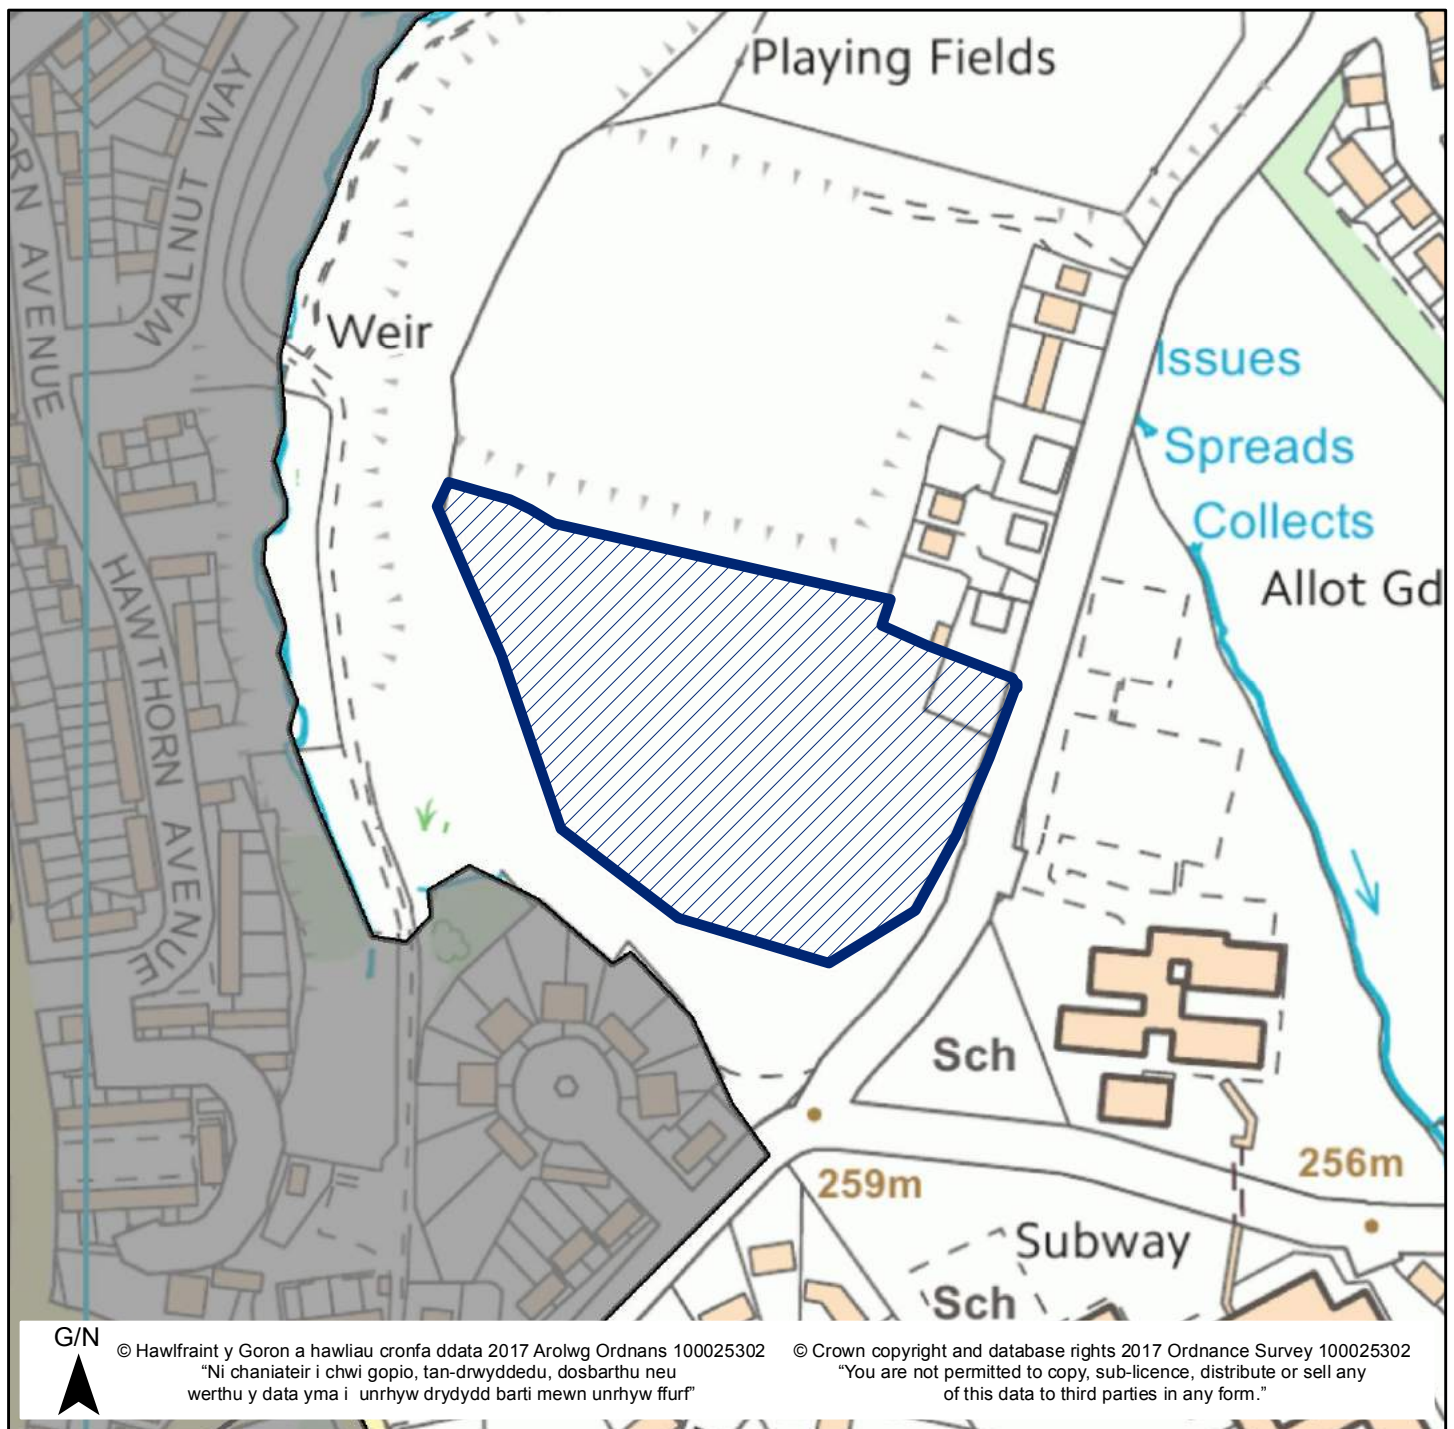 Playing Fields
WALNUT WAY
ORN AVENUE
Weir
Issues
Spreads
Collects
Allot Gd
HAWTHORN AVENUE
Sch
256m
259m
Subway
Sch
G/N
© Hawlfraint y Goron a hawliau cronfa ddata 2017 Arolwg Ordnans 100025302
“Ni chaniateir i chwi gopio, tan-drwyddedu, dosbarthu neu
werthu y data yma i unrhyw drydydd barti mewn unrhyw ffurf”
© Crown copyright and database rights 2017 Ordnance Survey 100025302
“You are not permitted to copy, sub-licence, distribute or sell any
of this data to third parties in any form.”